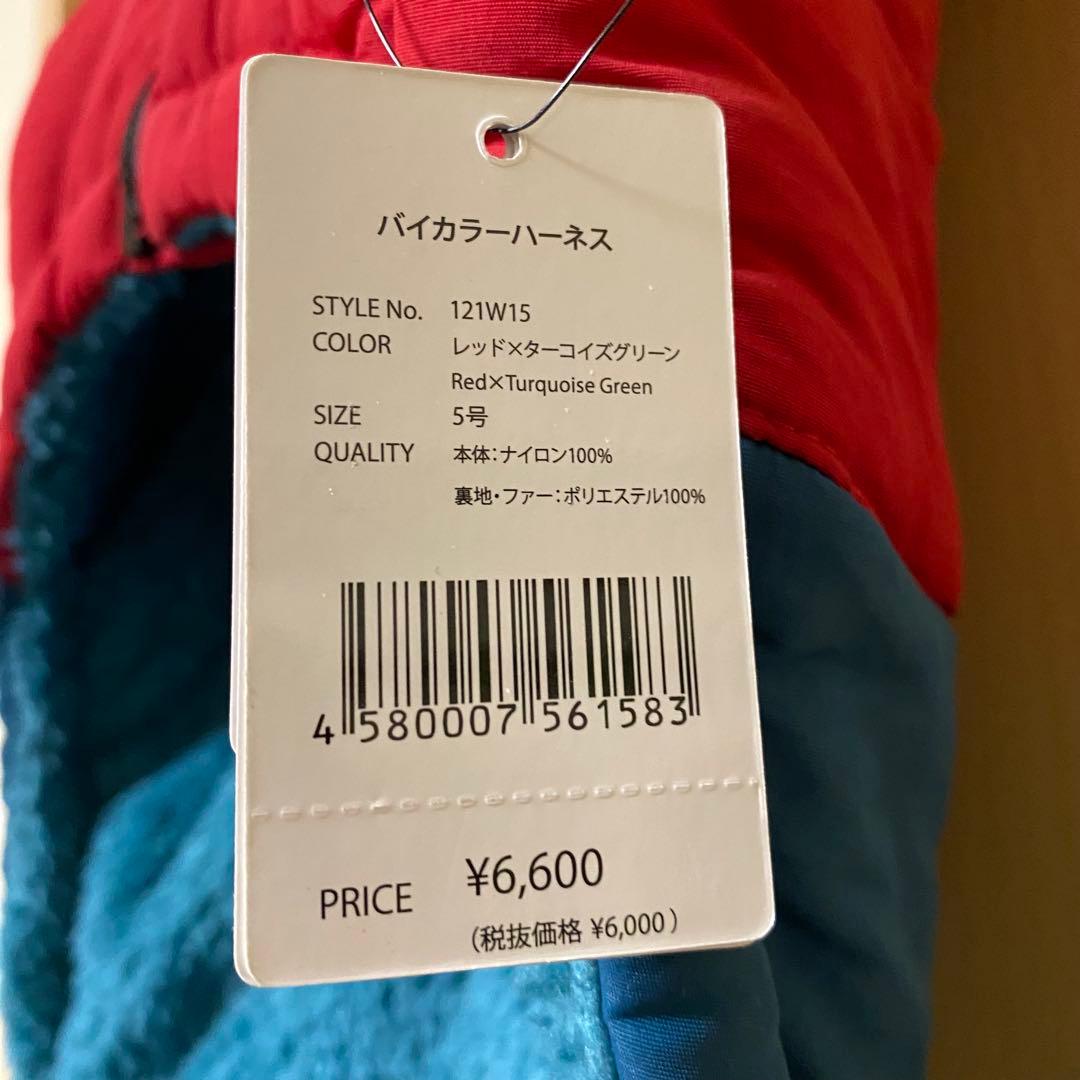 バイカラーハーネス
STYLE No. 121W15
COLOR レッド×ターコイズグリーン
Red×Turquoise Green
SIZE 5号
QUALITY 本体：ナイロン100%
裏地・ファー：ポリエステル100%
4 580007 561583
PRICE ¥6,600
（税抜価格 ¥6,000）